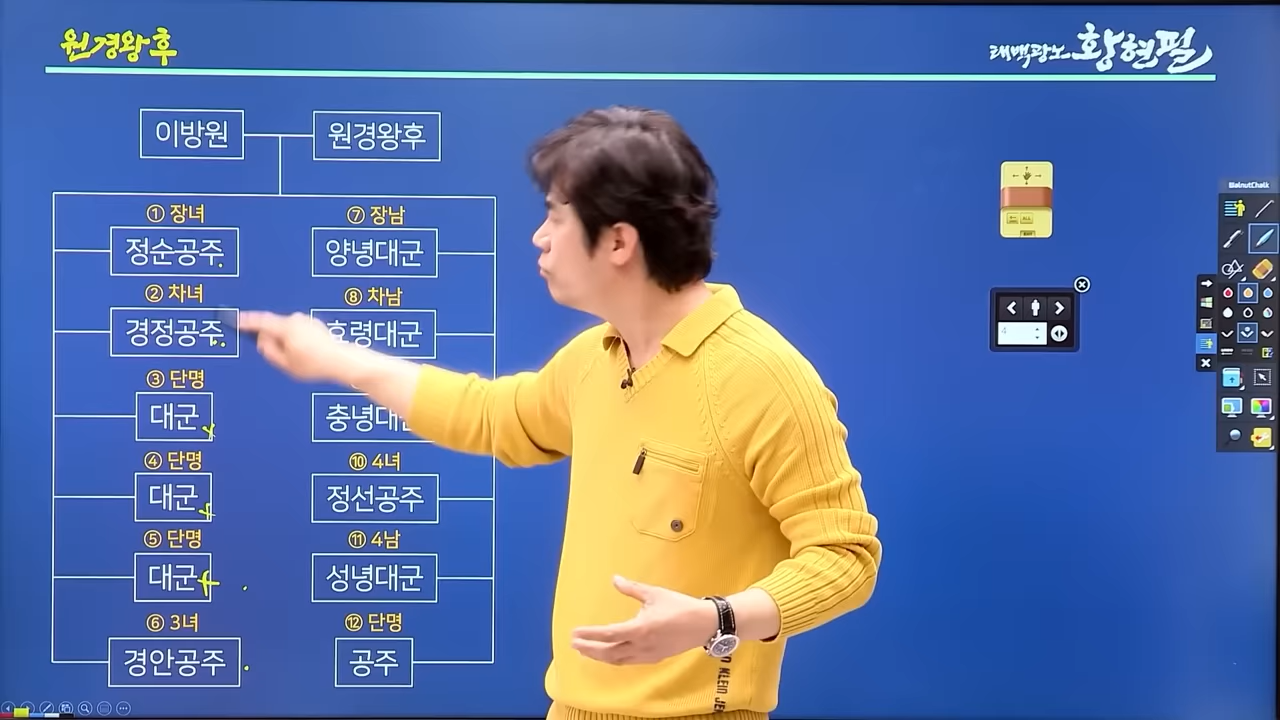 원경왕후
태백광노 황현필
이방원
원경왕후
① 장녀
정순공주
② 차녀
경정공주
③ 단명
대군
④ 단명
대군
⑤ 단명
대군
⑥ 3녀
경안공주
⑦ 장남
양녕대군
⑧ 차남
효령대군
충녕대군
⑩ 4녀
정선공주
⑪ 4남
성녕대군
⑫ 단명
공주
WalnutChalk
4
KLEIN